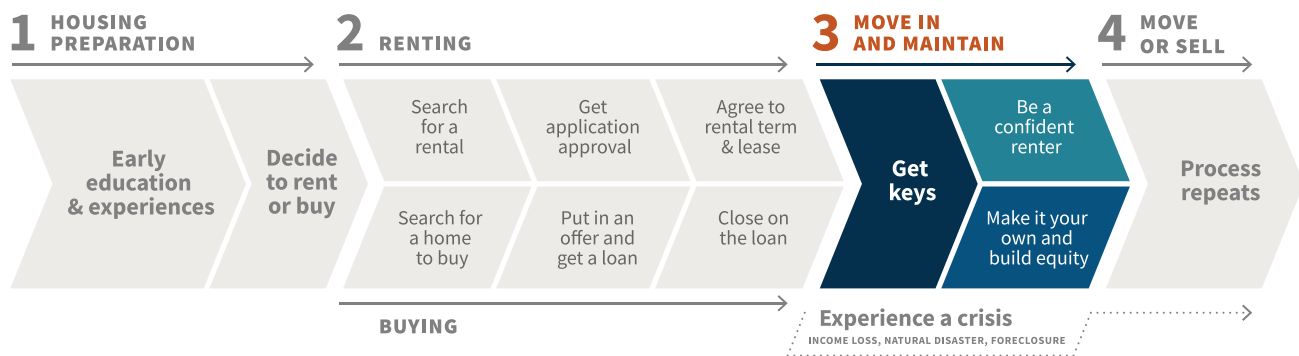 1 HOUSING
PREPARATION
2 RENTING
3 MOVE IN
AND MAINTAIN
4 MOVE
OR SELL
Early
education
& experiences
Decide
to rent
or buy
Search
for a
rental
Get
application
approval
Agree to
rental term
& lease
Search for
a home
to buy
Put in an
offer and
get a loan
Close on
the loan
Get
keys
Be a
confident
renter
Make it your
own and
build equity
Process
repeats
BUYING
Experience a crisis
INCOME LOSS, NATURAL DISASTER, FORECLOSURE